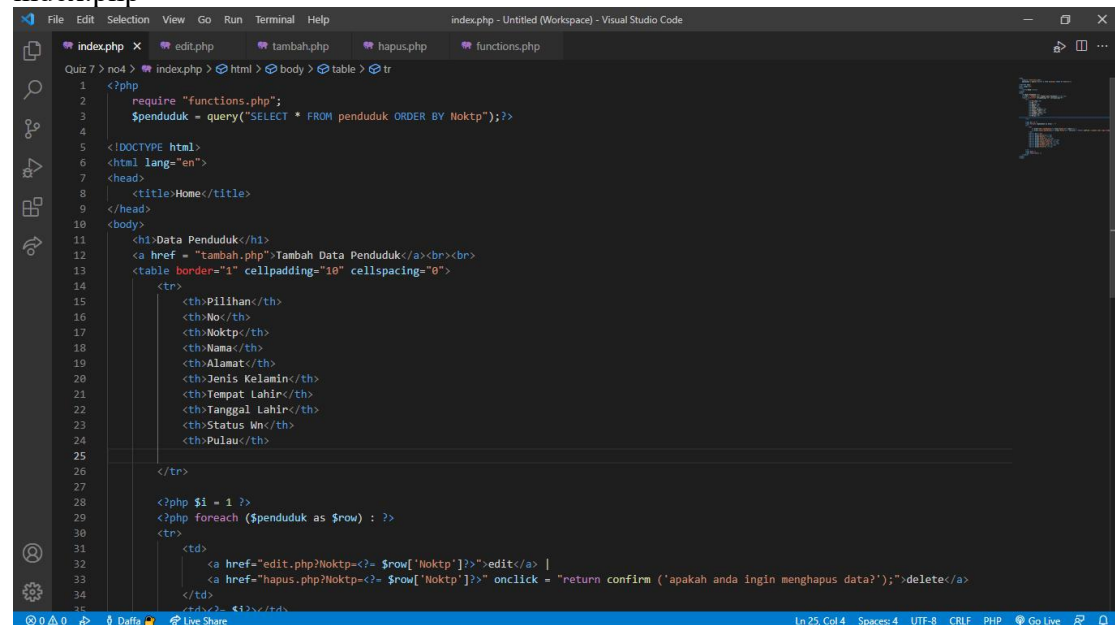 File Edit Selection View Go Run Terminal Help index.php - Untitled (Workspace) - Visual Studio Code
index.php edit.php tambah.php hapus.php functions.php
Quiz 7 > no4 > index.php > html > body > table > tr
1 <?php
2 require "functions.php";
3 $penduduk = query("SELECT * FROM penduduk ORDER BY Noktp");?>
4
5 <!DOCTYPE html>
6 <html lang="en">
7 <head>
8 <title>Home</title>
9 </head>
10 <body>
11 <h1>Data Penduduk</h1>
12 <a href = "tambah.php">Tambah Data Penduduk</a><br><br>
13 <table border="1" cellpadding="10" cellspacing="0">
14 <tr>
15 <th>Pilihan</th>
16 <th>No</th>
17 <th>Noktp</th>
18 <th>Nama</th>
19 <th>Alamat</th>
20 <th>Jenis Kelamin</th>
21 <th>Tempat Lahir</th>
22 <th>Tanggal Lahir</th>
23 <th>Status Wn</th>
24 <th>Pulau</th>
25
26 </tr>
27
28 <?php $i = 1 ?>
29 <?php foreach ($penduduk as $row) : ?>
30 <tr>
31 <td>
32 <a href="edit.php?Noktp=<?= $row['Noktp']?>">edit</a> |
33 <a href="hapus.php?Noktp=<?= $row['Noktp']?>" onclick = "return confirm ('apakah anda ingin menghapus data?');">delete</a>
34 </td>
35 <td><?= $i?></td>
0 0 Daffa Live Share Ln 25, Col 4 Spaces: 4 UTF-8 CRLF PHP Go Live